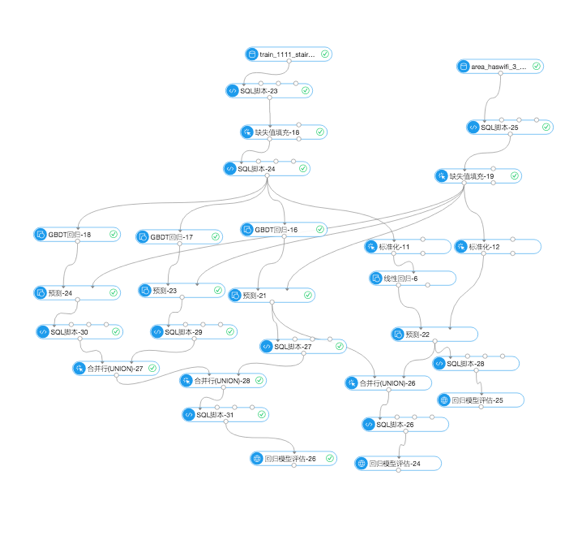 train_1111_stair...
area_haswifi_3_...
SQL脚本-23
SQL脚本-25
缺失值填充-18
SQL脚本-24
缺失值填充-19
GBDT回归-18
GBDT回归-17
GBDT回归-16
标准化-11
标准化-12
线性回归-6
预测-24
预测-23
预测-21
SQL脚本-30
SQL脚本-29
预测-22
SQL脚本-27
合并行(UNION)-27
SQL脚本-28
合并行(UNION)-28
合并行(UNION)-26
回归模型评估-25
SQL脚本-31
SQL脚本-26
回归模型评估-26
回归模型评估-24